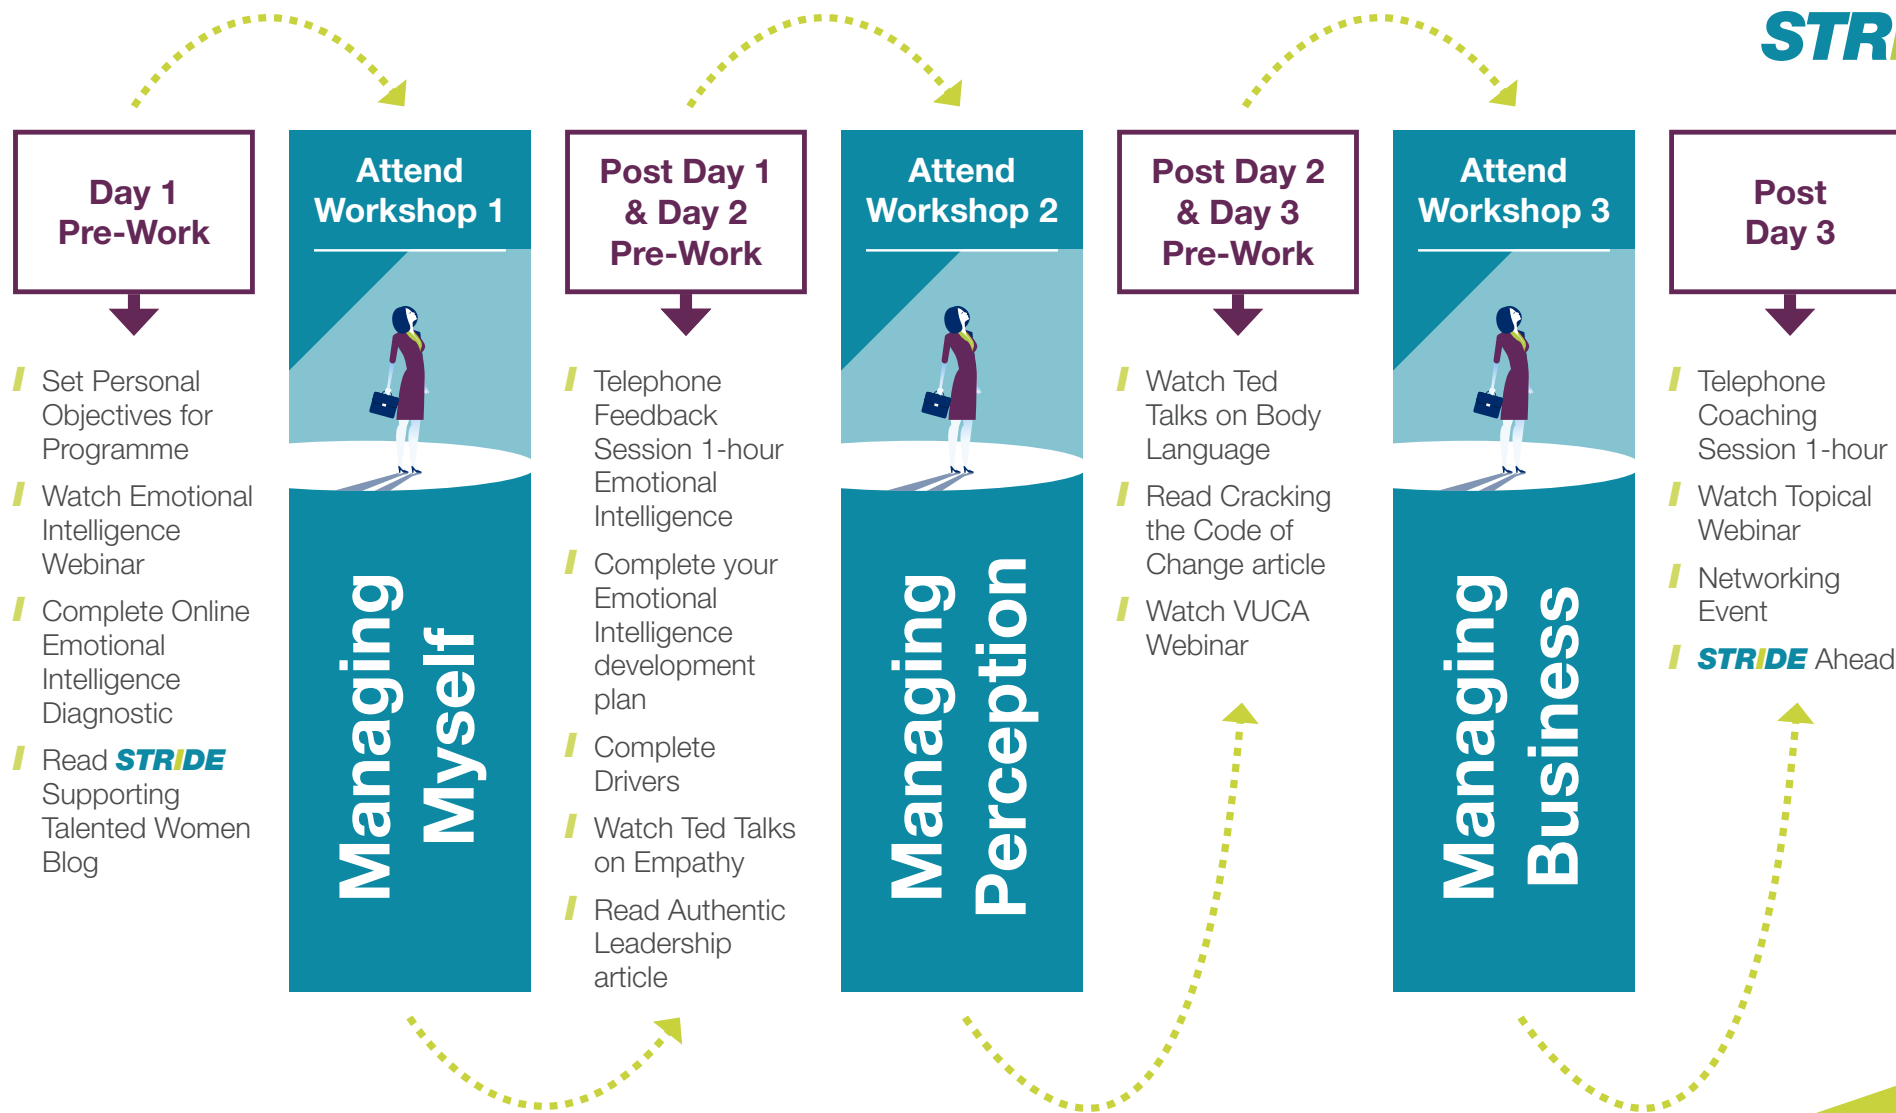 STRI
Day 1
Pre-Work
Set Personal
Objectives for
Programme
Watch Emotional
Intelligence
Webinar
Complete Online
Emotional
Intelligence
Diagnostic
Read STRIDE
Supporting
Talented Women
Blog
Attend
Workshop 1
Managing
Myself
Post Day 1
& Day 2
Pre-Work
Telephone
Feedback
Session 1-hour
Emotional
Intelligence
Complete your
Emotional
Intelligence
development
plan
Complete
Drivers
Watch Ted Talks
on Empathy
Read Authentic
Leadership
article
Attend
Workshop 2
Managing
Perception
Post Day 2
& Day 3
Pre-Work
Watch Ted
Talks on Body
Language
Read Cracking
the Code of
Change article
Watch VUCA
Webinar
Attend
Workshop 3
Managing
Business
Post
Day 3
Telephone
Coaching
Session 1-hour
Watch Topical
Webinar
Networking
Event
STRIDE Ahead